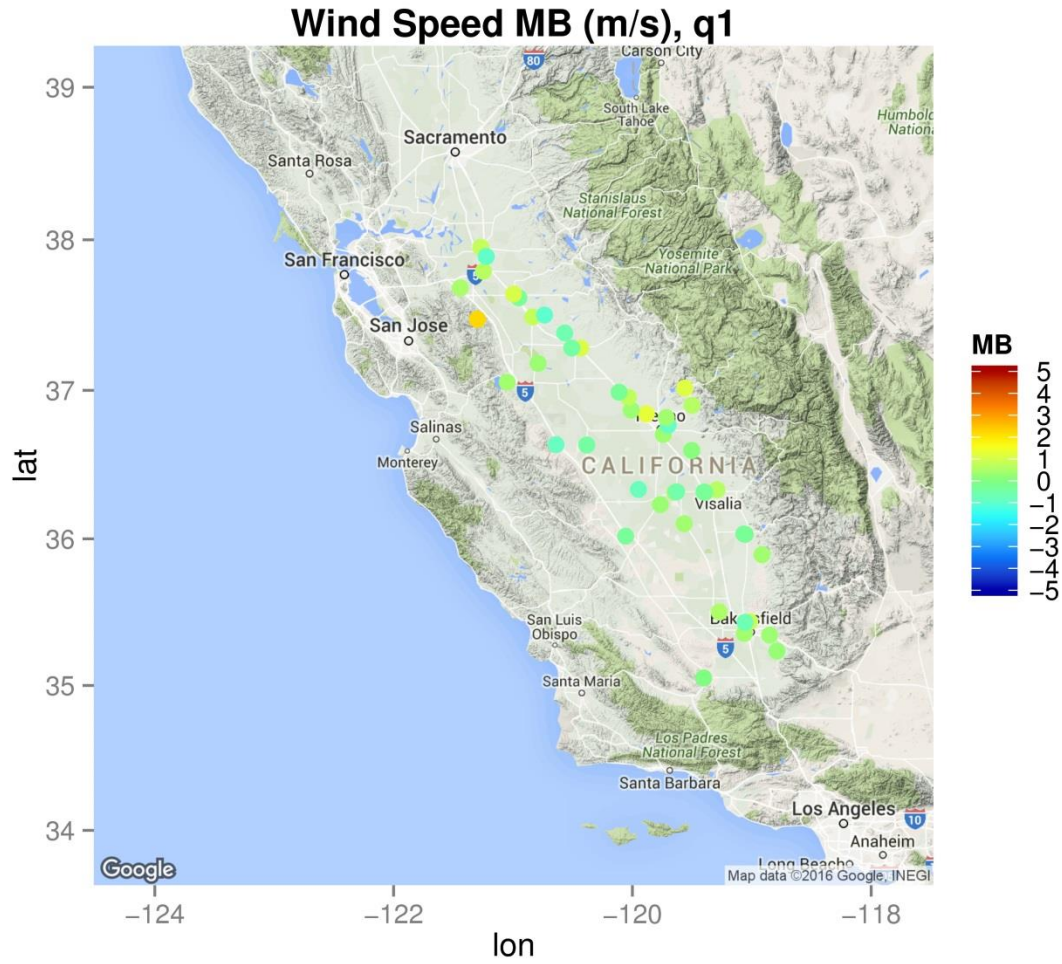 Wind Speed MB (m/s), q1
39
38
37
36
35
34
lat
−124
−122
−120
−118
lon
80
Carson City
South Lake
Tahoe
Sacramento
Santa Rosa
Stanislaus
National Forest
San Francisco
5
Yosemite
National Park
San Jose
5
Salinas
Monterey
CALIFORNIA
Visalia
San Luis
Obispo
5
Santa Maria
Los Padres
National Forest
Santa Barbara
Los Angeles
10
Anaheim
Long Beach
Google
Map data ©2016 Google, INEGI
MB
5
4
3
2
1
0
−1
−2
−3
−4
−5